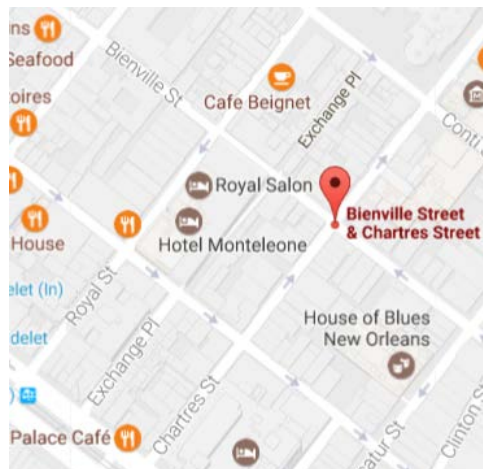 ns
Seafood
oires
Bienville St
Cafe Beignet
Exchange Pl
Conti
Royal Salon
Bienville Street
& Chartres Street
House
Hotel Monteleone
elet (In)
Royal St
House of Blues
New Orleans
delet
Exchange Pl
Chartres St
Clinton St
Palace Café
atur St